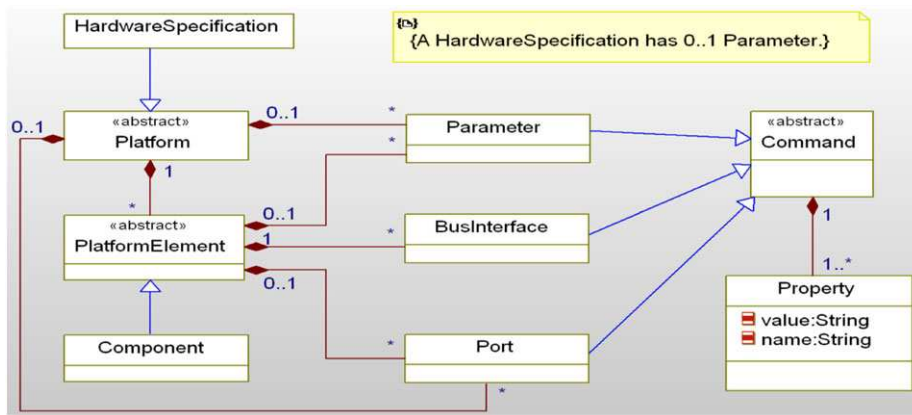 HardwareSpecification
{A HardwareSpecification has 0..1 Parameter.}
0..1
«abstract»
Platform
0..1
*
Parameter
«abstract»
Command
1
*
*
«abstract»
PlatformElement
0..1
1
*
BusInterface
0..1
1
1..*
Component
*
Port
*
Property
value:String
name:String